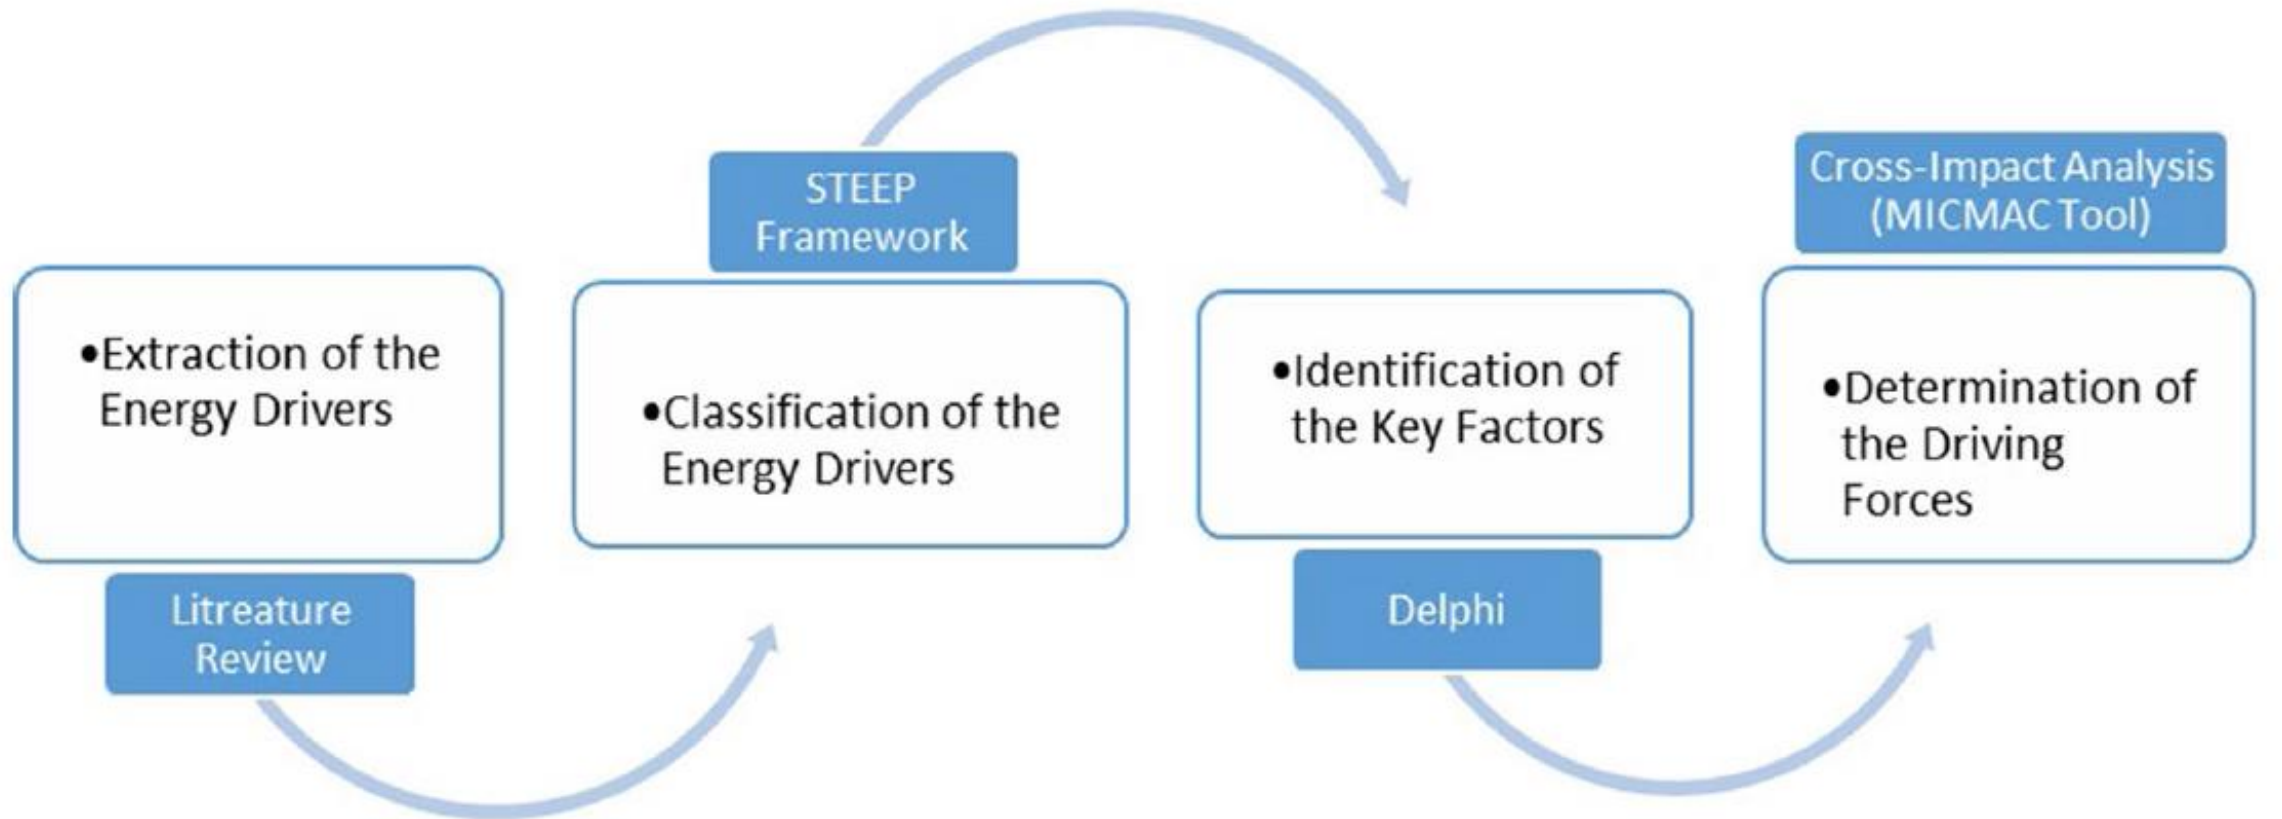 •Extraction of the
Energy Drivers
Litreature
Review
STEEP
Framework
•Classification of the
Energy Drivers
•Identification of
the Key Factors
Delphi
Cross-Impact Analysis
(MICMAC Tool)
•Determination of
the Driving
Forces